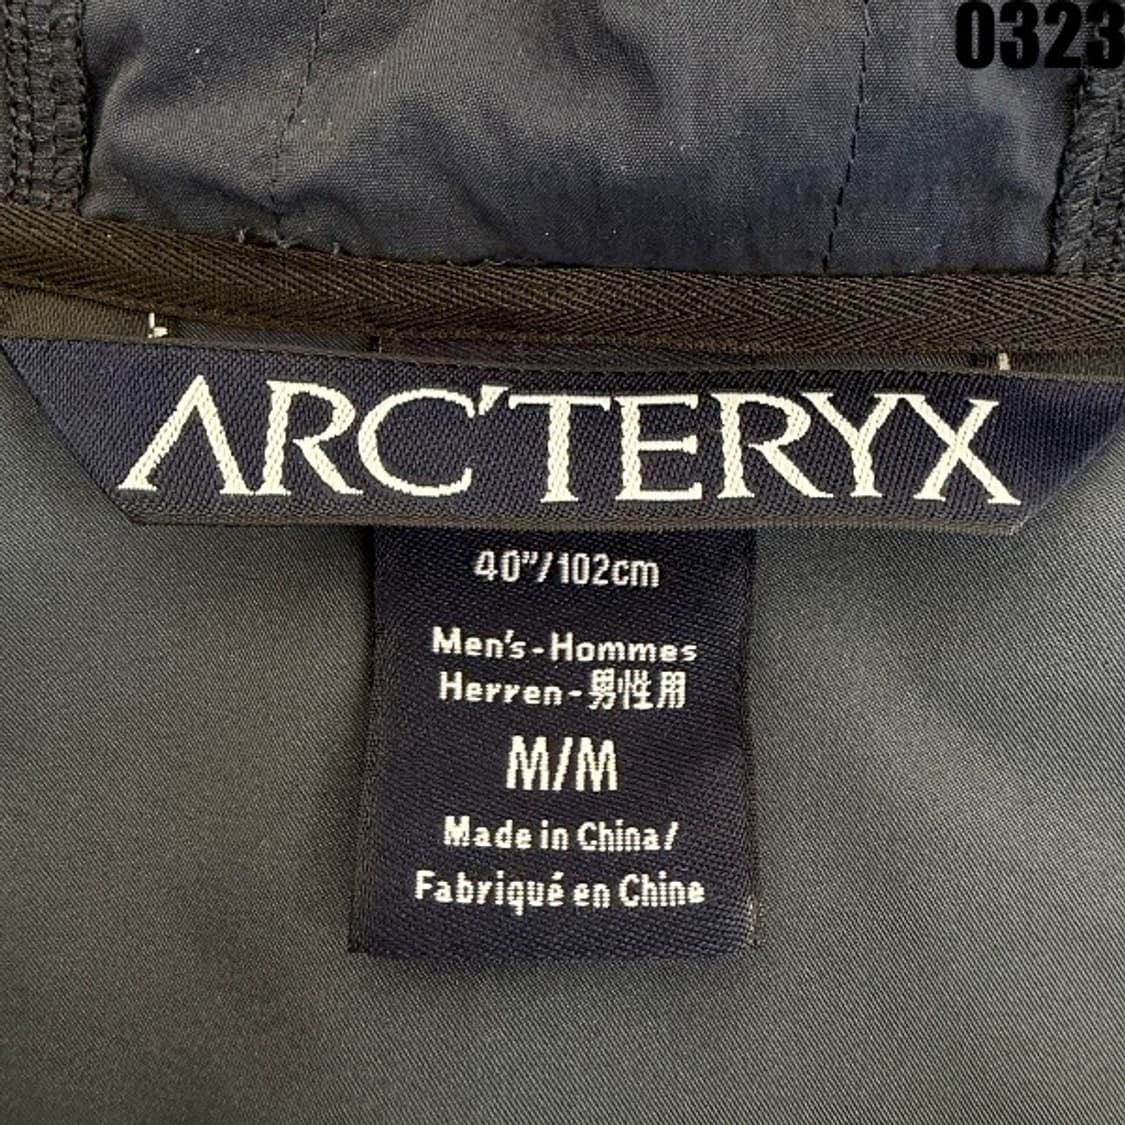 0323
ARC'TERYX
40"/102cm
Men's-Hommes
Herren-男性用
M/M
Made in China/
Fabriqué en Chine